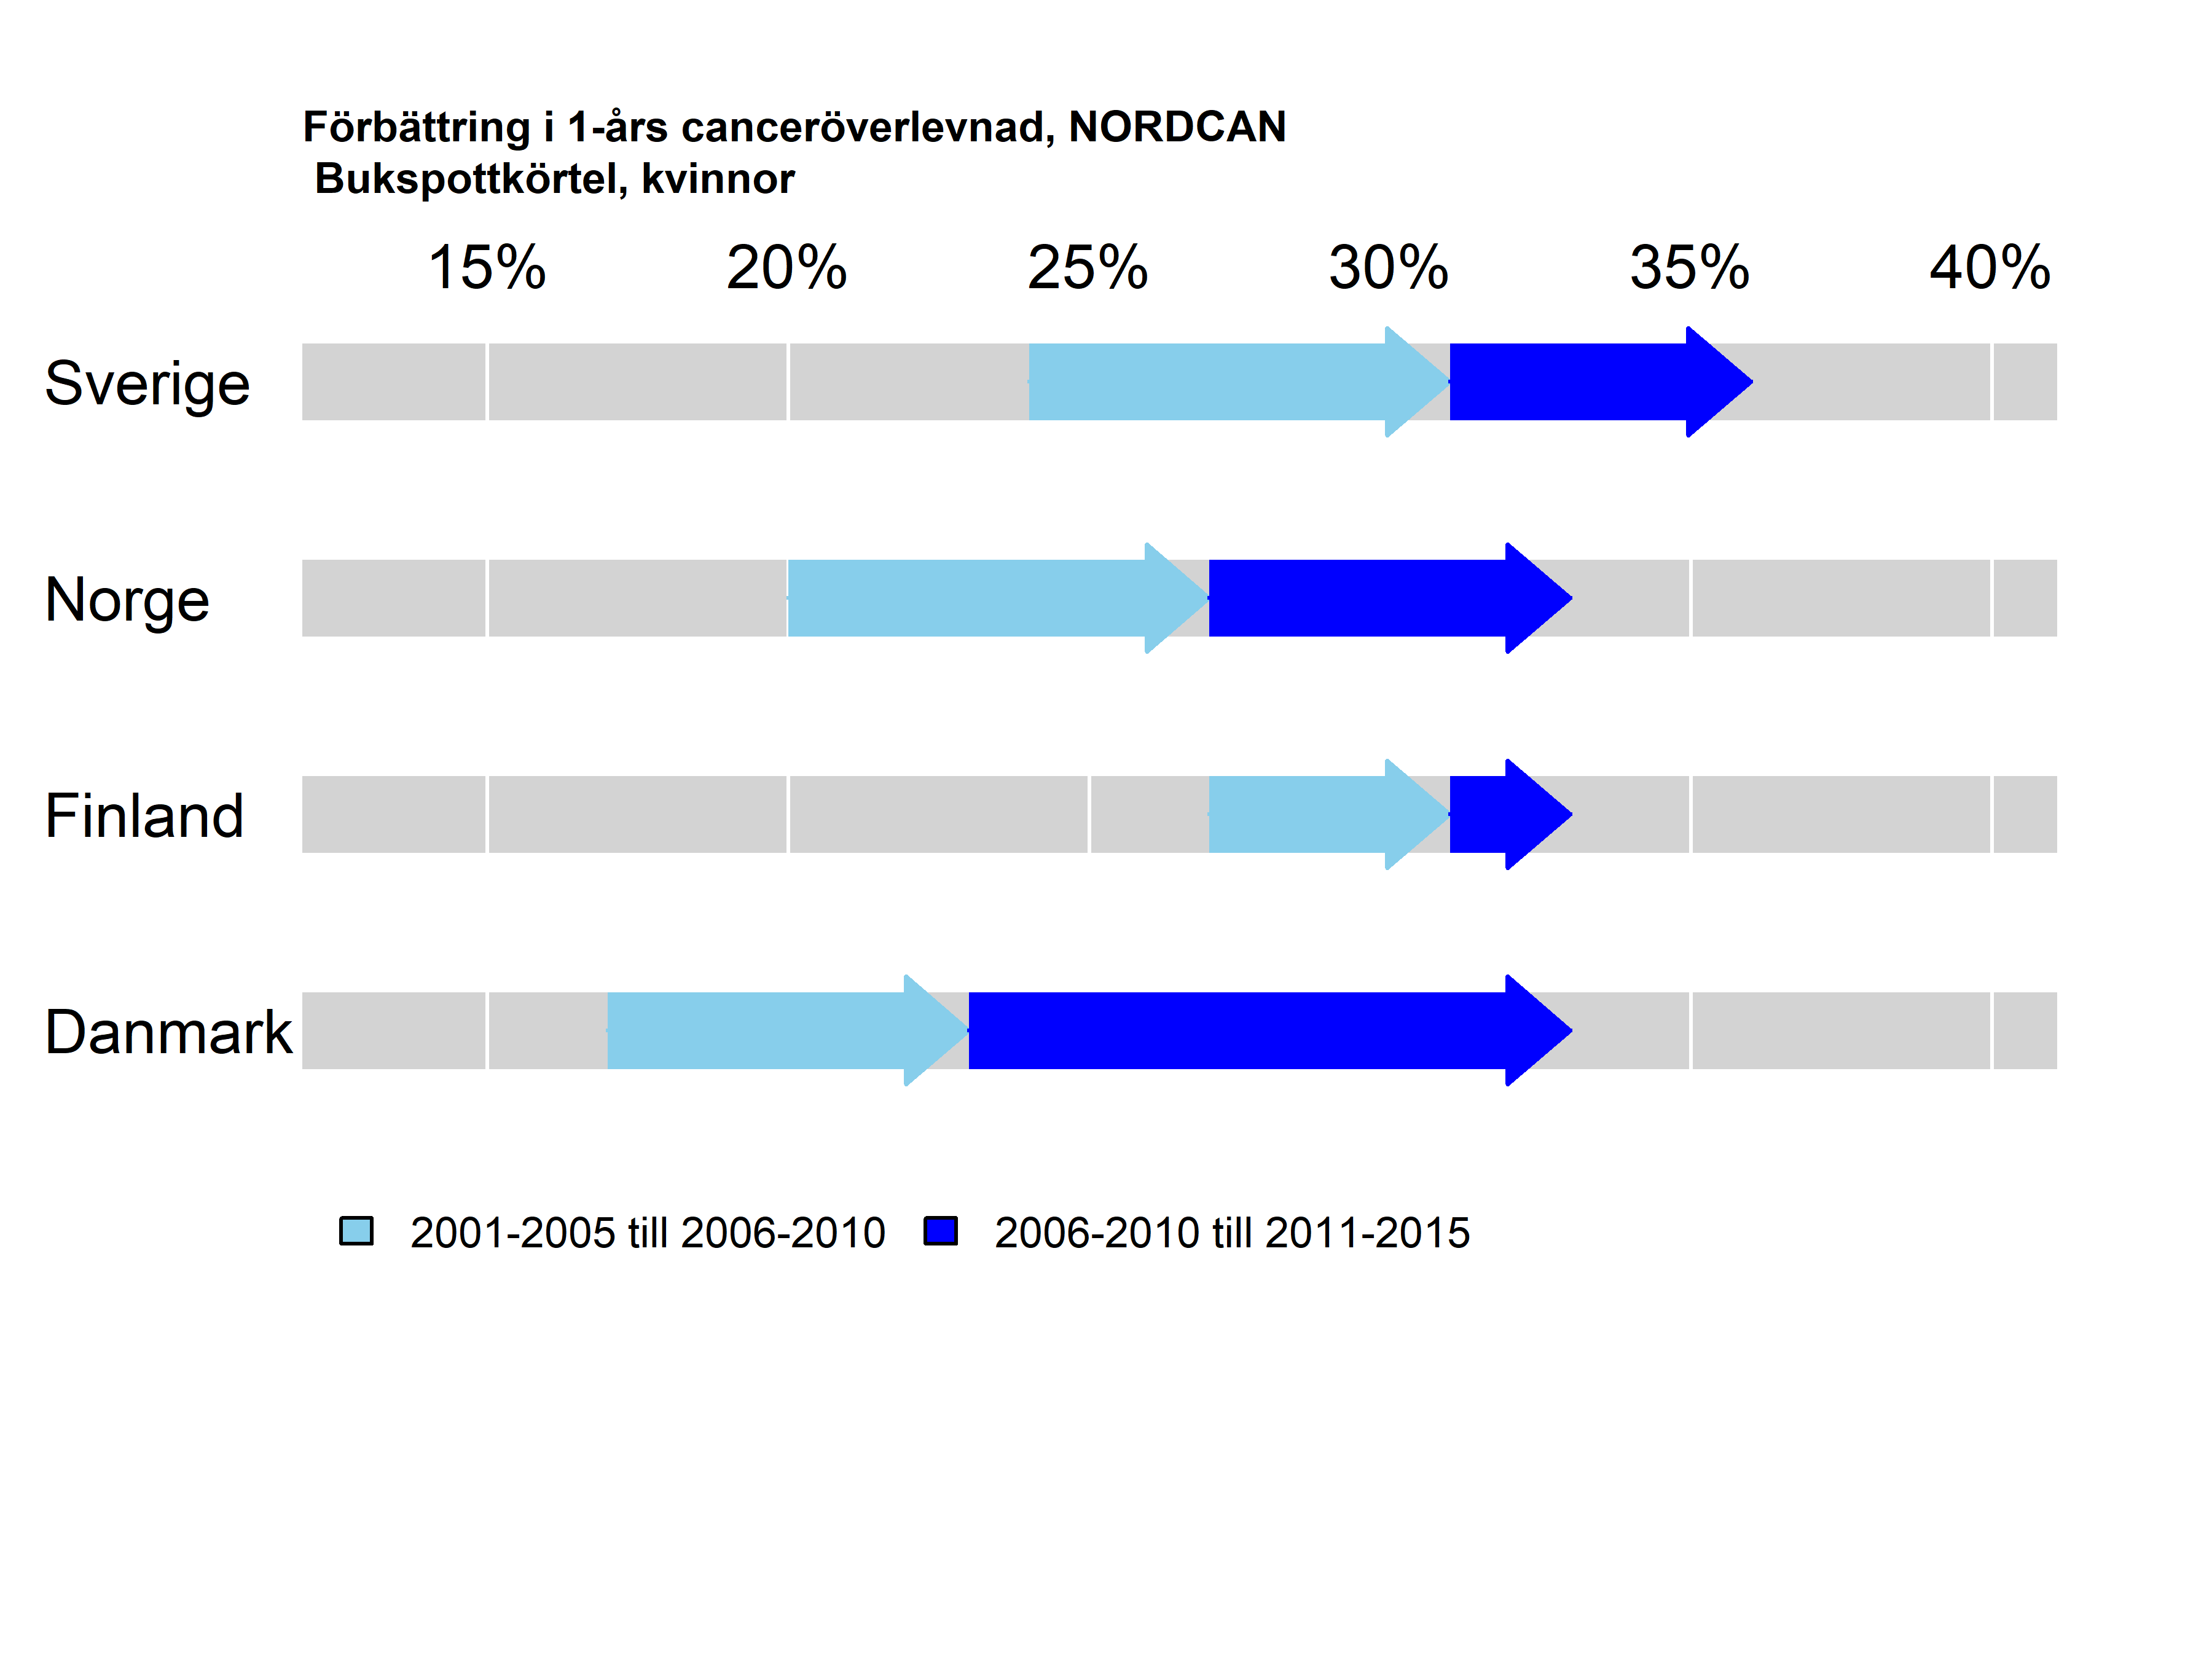 Förbättring i 1-års canceröverlevnad, NORDCAN
Bukspottkörtel, kvinnor
15% 20% 25% 30% 35% 40%
Sverige
Norge
Finland
Danmark
2001-2005 till 2006-2010 2006-2010 till 2011-2015